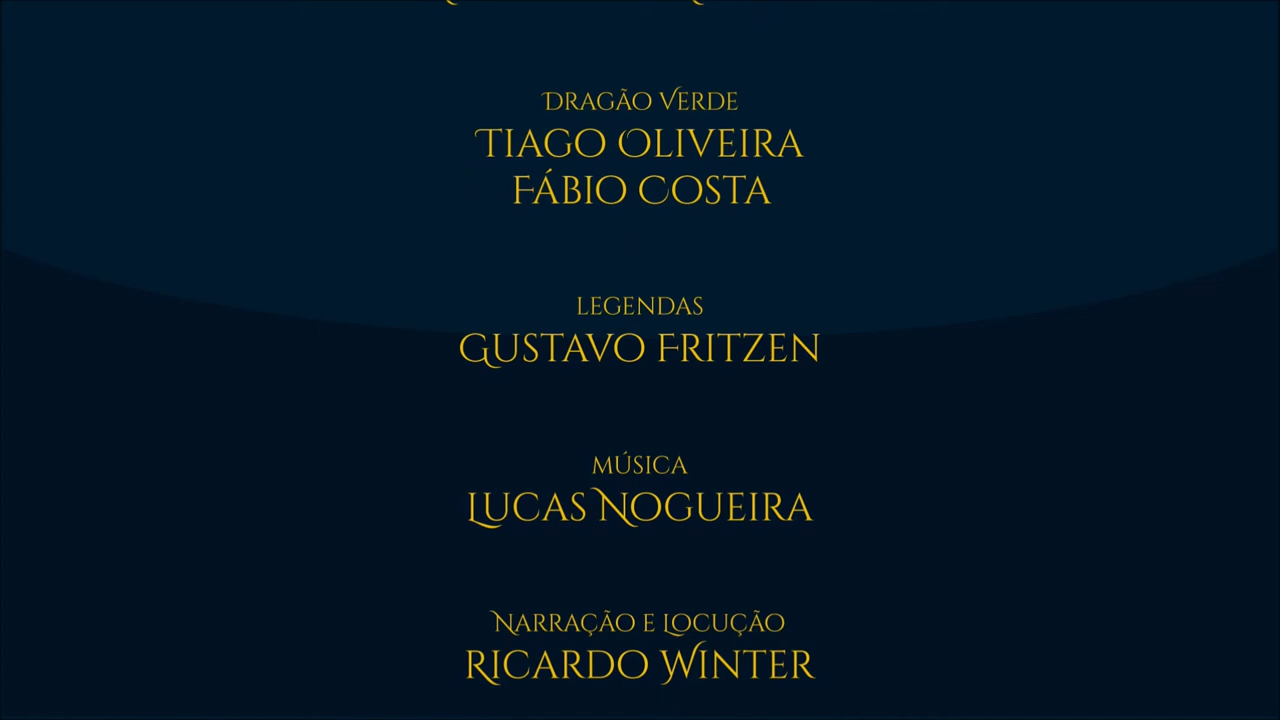 Dragão Verde
Tiago Oliveira
Fábio Costa
Legendas
Gustavo Fritzen
Música
Lucas Nogueira
Narração e Locução
Ricardo Winter